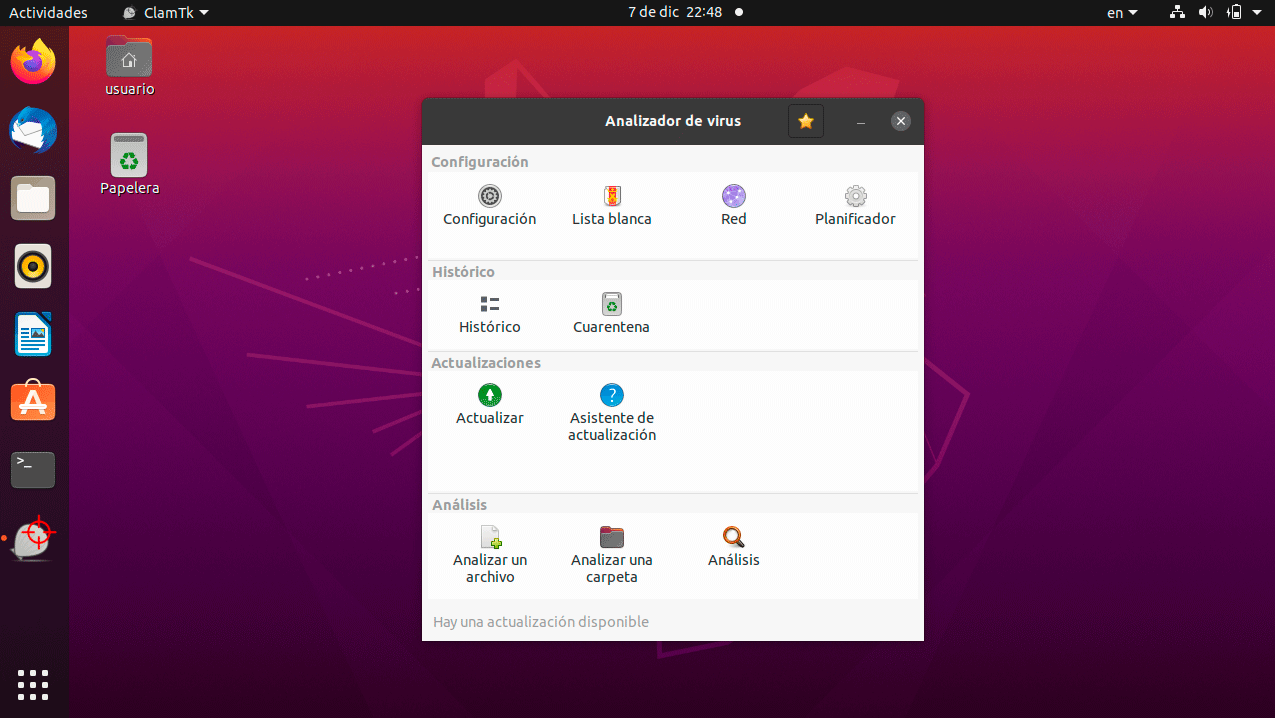 Actividades ClamTk 7 de dic 22:48 en
usuario
Papelera
>_
Analizador de virus
Configuración
Configuración Lista blanca Red Planificador
Histórico
Histórico Cuarentena
Actualizaciones
Actualizar Asistente de
actualización
Análisis
Analizar un Analizar una Análisis
archivo carpeta
Hay una actualización disponible